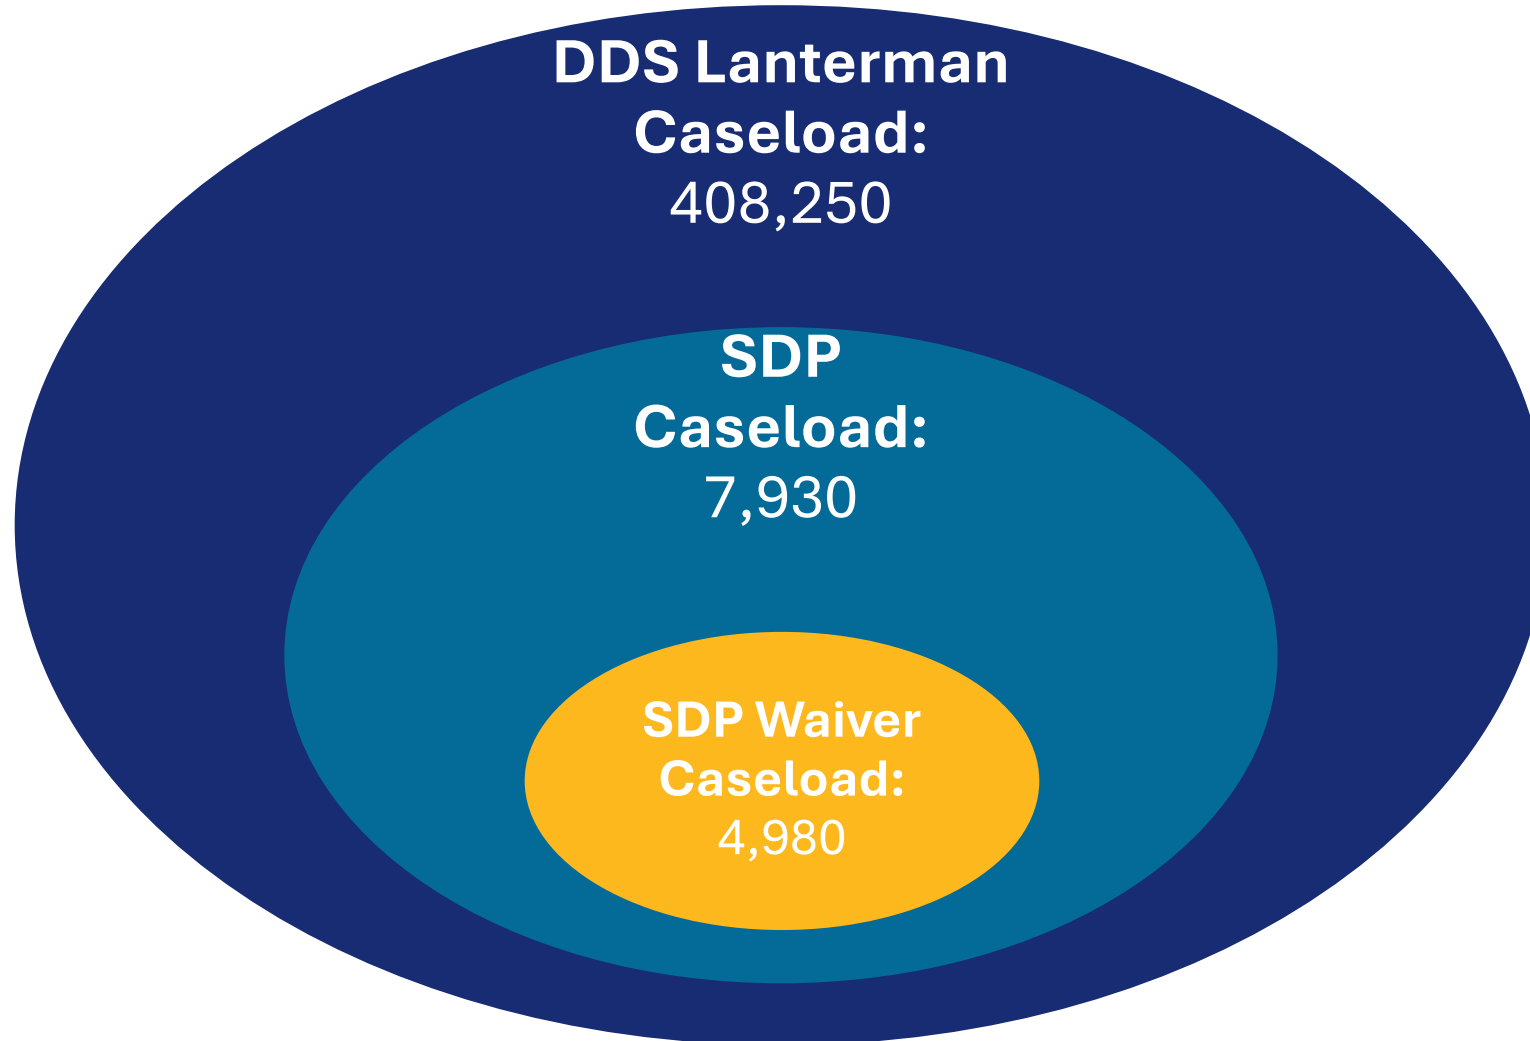 DDS Lanterman
Caseload:
408,250
SDP
Caseload:
7,930
SDP Waiver
Caseload:
4,980